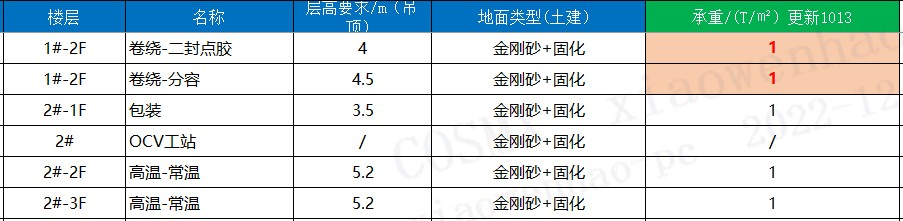 楼层 名称 层高要求/m（吊顶） 地面类型(土建) 承重/(T/㎡) 更新1013
1#-2F 卷绕-二封点胶 4 金刚砂+固化 1
1#-2F 卷绕-分容 4.5 金刚砂+固化 1
2#-1F 包装 3.5 金刚砂+固化 1
2# OCV工站 / 金刚砂+固化 /
2#-2F 高温-常温 5.2 金刚砂+固化 1
2#-3F 高温-常温 5.2 金刚砂+固化 1